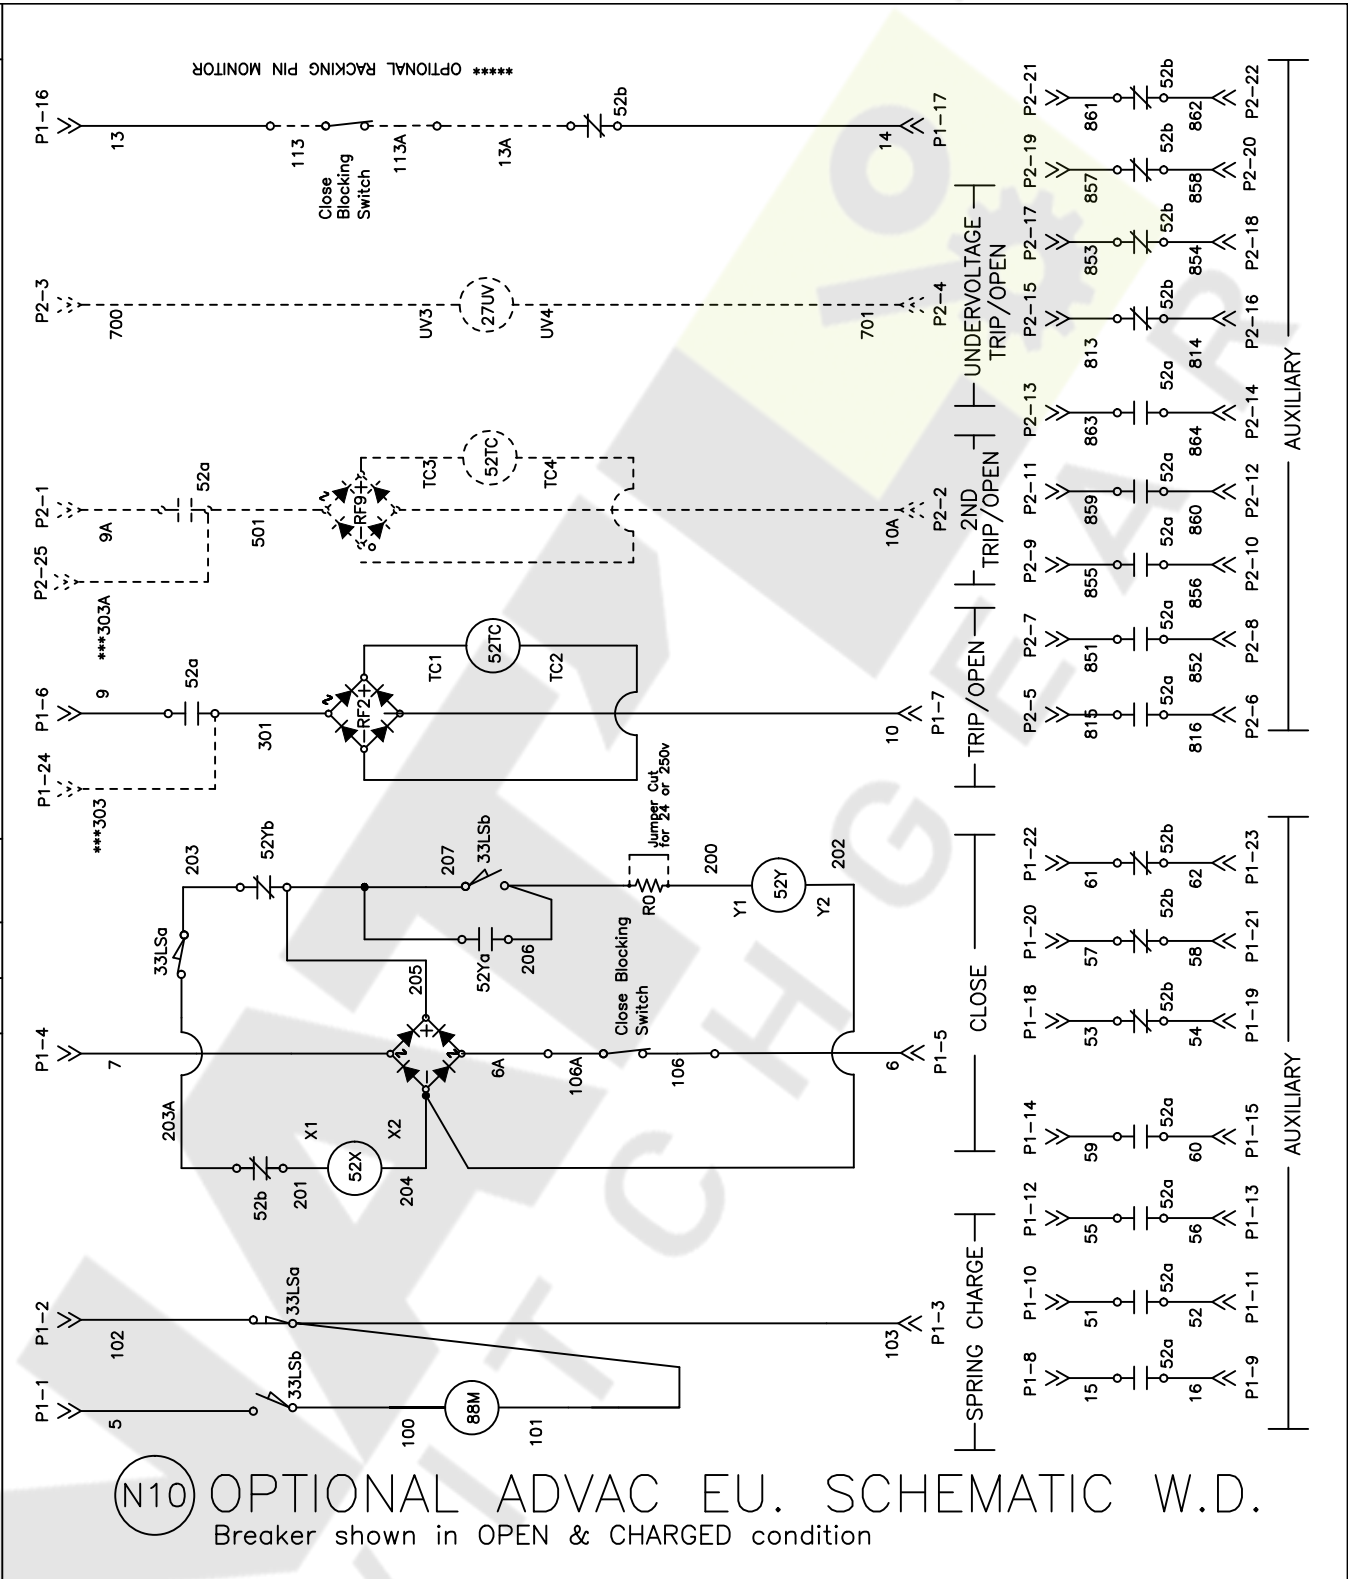 ***** OPTIONAL RACKING PIN MONITOR
P1-16
13
113
Close
Blocking
Switch
113A
13A
52b
14
P1-17
P2-3
700
UV3
27UV
UV4
701
P2-4
UNDERVOLTAGE
TRIP/OPEN
P2-1
9A
52a
P2-25
***303A
501
RF9
+
TC3
52TC
TC4
10A
P2-2
2ND
TRIP/OPEN
P1-6
9
52a
P1-24
***303
301
RF2
+
TC1
52TC
TC2
10
P1-7
TRIP/OPEN
P1-4
7
203
52Yb
33LSa
203A
207
33LSb
52Ya
206
205
R0
Jumper Cut
for 24 or 250v
200
Y1
52Y
Y2
202
6A
106A
Close Blocking
Switch
106
6
P1-5
52b
201
X1
52X
X2
204
CLOSE
P1-2
102
33LSa
103
P1-3
P1-1
5
33LSb
100
88M
101
SPRING CHARGE
P2-21
861
52b
862
P2-22
P2-19
857
52b
858
P2-20
P2-17
853
52b
854
P2-18
P2-15
813
52b
814
P2-16
P2-13
863
52a
864
P2-14
P2-11
859
52a
860
P2-12
P2-9
855
52a
856
P2-10
P2-7
851
52a
852
P2-8
P2-5
815
52a
816
P2-6
AUXILIARY
P1-22
61
52b
62
P1-23
P1-20
57
52b
58
P1-21
P1-18
53
52b
54
P1-19
P1-14
59
52a
60
P1-15
P1-12
55
52a
56
P1-13
P1-10
51
52a
52
P1-11
P1-8
15
52a
16
P1-9
AUXILIARY
N10 OPTIONAL ADVAC EU. SCHEMATIC W.D.
Breaker shown in OPEN & CHARGED condition